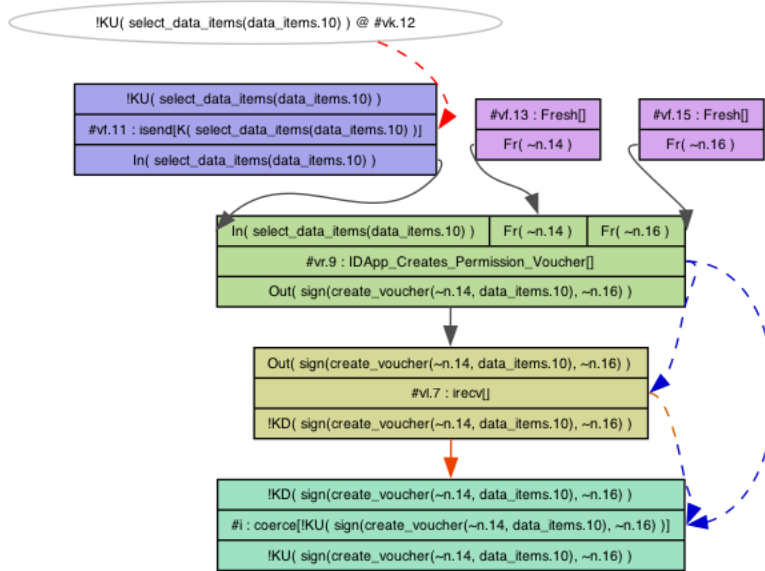 !KU( select_data_items(data_items.10) ) @ #vk.12
!KU( select_data_items(data_items.10) )
#vf.11 : isend[K( select_data_items(data_items.10) )]
In( select_data_items(data_items.10) )
#vf.13 : Fresh[]
Fr( ~n.14 )
#vf.15 : Fresh[]
Fr( ~n.16 )
In( select_data_items(data_items.10) ) Fr( ~n.14 ) Fr( ~n.16 )
#vr.9 : IDApp_Creates_Permission_Voucher[]
Out( sign(create_voucher(~n.14, data_items.10), ~n.16) )
Out( sign(create_voucher(~n.14, data_items.10), ~n.16) )
#vl.7 : irecv[]
!KD( sign(create_voucher(~n.14, data_items.10), ~n.16) )
!KD( sign(create_voucher(~n.14, data_items.10), ~n.16) )
#i : coerce[!KU( sign(create_voucher(~n.14, data_items.10), ~n.16) )]
!KU( sign(create_voucher(~n.14, data_items.10), ~n.16) )